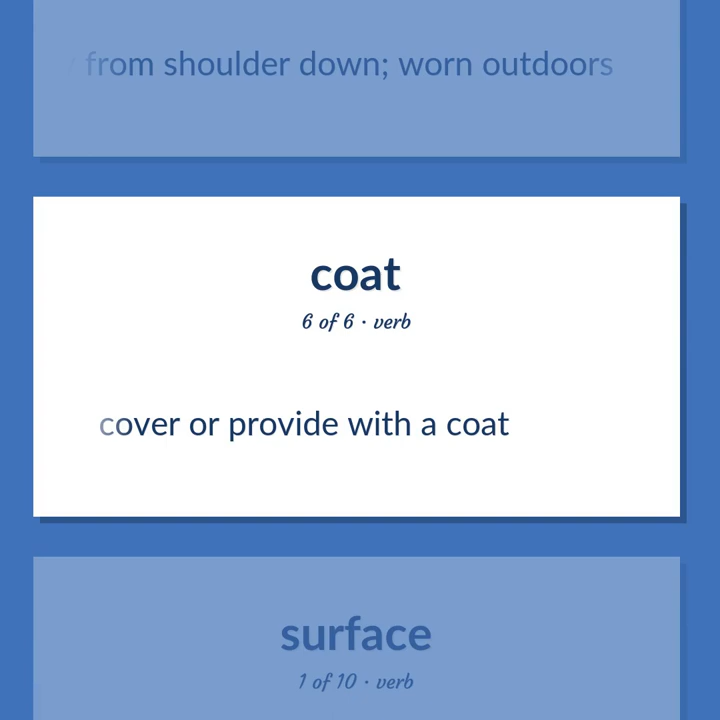 from shoulder down; worn outdoors
coat
6 of 6 · verb
cover or provide with a coat
surface
1 of 10 · verb